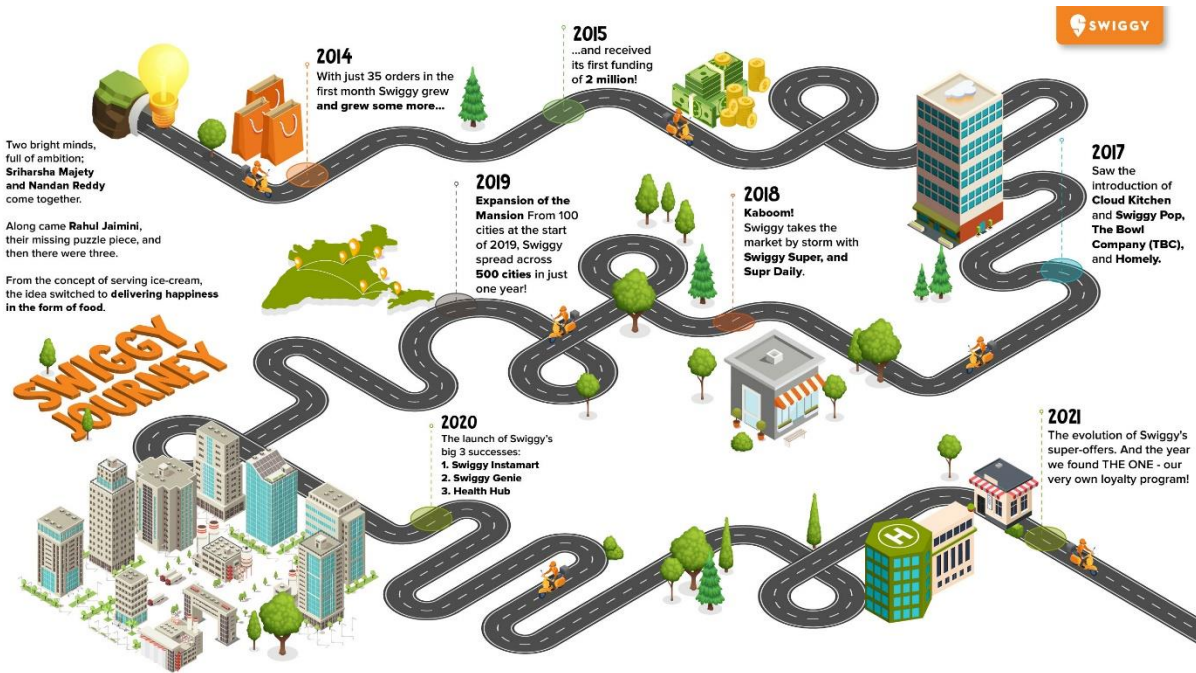 SWIGGY
2014
With just 35 orders in the
first month Swiggy grew
and grew some more...
2015
...and received
its first funding
of 2 million!
Two bright minds,
full of ambition;
Sriharsha Majety
and Nandan Reddy
come together.
Along came Rahul Jaimini,
their missing puzzle piece, and
then there were three.
From the concept of serving ice-cream,
the idea switched to delivering happiness
in the form of food.
2017
Saw the
introduction of
Cloud Kitchen
and Swiggy Pop,
The Bowl
Company (TBC),
and Homely.
2018
Kaboom!
Swiggy takes the
market by storm with
Swiggy Super, and
Supr Daily.
2019
Expansion of the
Mansion From 100
cities at the start
of 2019, Swiggy
spread across
500 cities in just
one year!
SWIGGY
JOURNEY
2020
The launch of Swiggy's
big 3 successes:
1. Swiggy Instamart
2. Swiggy Genie
3. Health Hub
2021
The evolution of Swiggy's
super-offers. And the year
we found THE ONE - our
very own loyalty program!
H